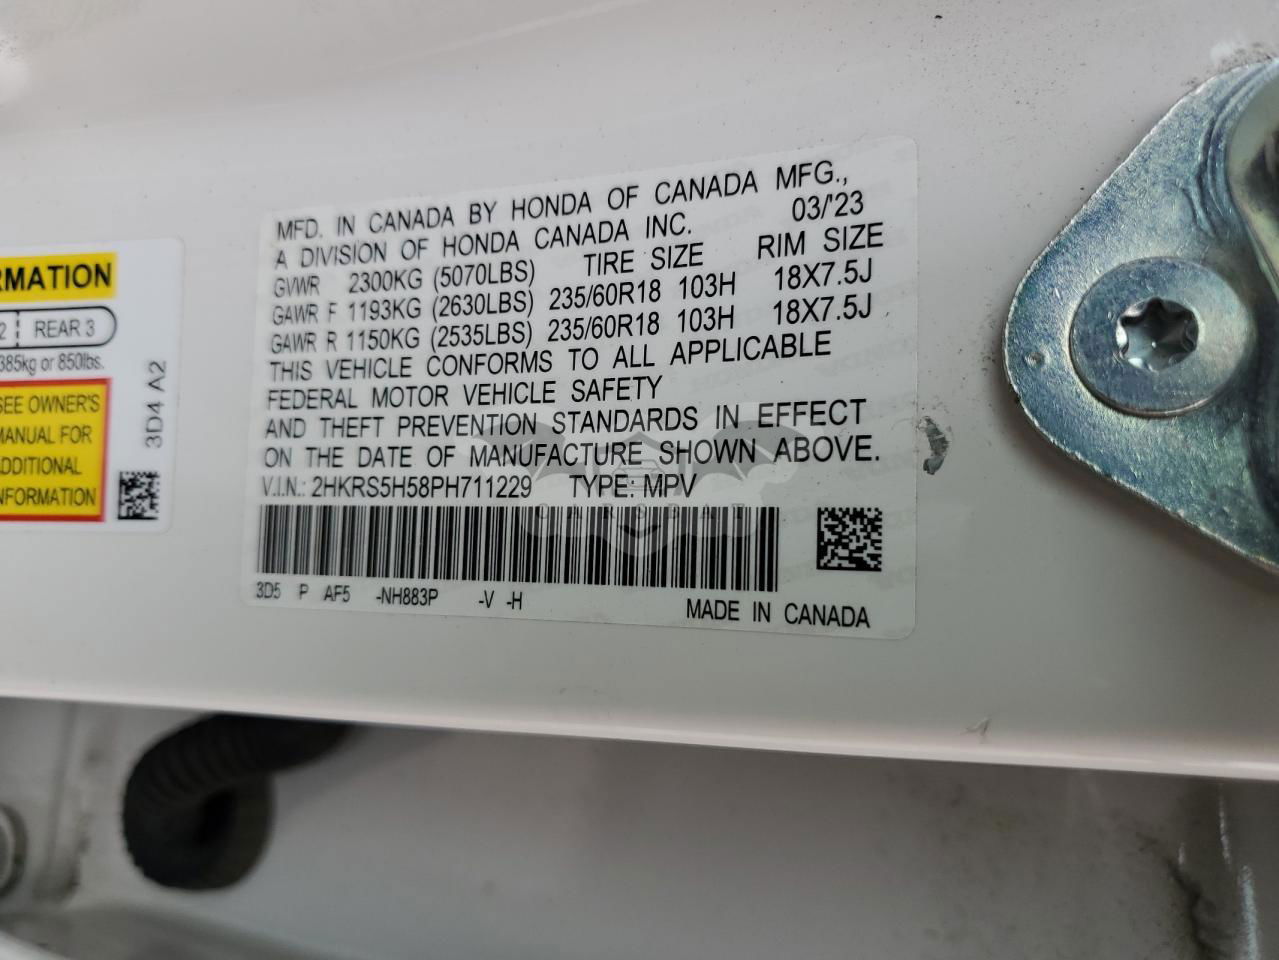 RMATION
2 REAR 3
385kg or 850lbs.
SEE OWNER'S
MANUAL FOR
ADDITIONAL
INFORMATION
3D4 A2
MFD. IN CANADA BY HONDA OF CANADA MFG.,
A DIVISION OF HONDA CANADA INC. 03/'23
GVWR 2300KG (5070LBS) TIRE SIZE RIM SIZE
GAWR F 1193KG (2630LBS) 235/60R18 103H 18X7.5J
GAWR R 1150KG (2535LBS) 235/60R18 103H 18X7.5J
THIS VEHICLE CONFORMS TO ALL APPLICABLE
FEDERAL MOTOR VEHICLE SAFETY
AND THEFT PREVENTION STANDARDS IN EFFECT
ON THE DATE OF MANUFACTURE SHOWN ABOVE.
V.I.N.: 2HKRS5H58PH711229 TYPE: MPV
CAROBAT
3D5 P AF5 -NH883P -V -H
MADE IN CANADA